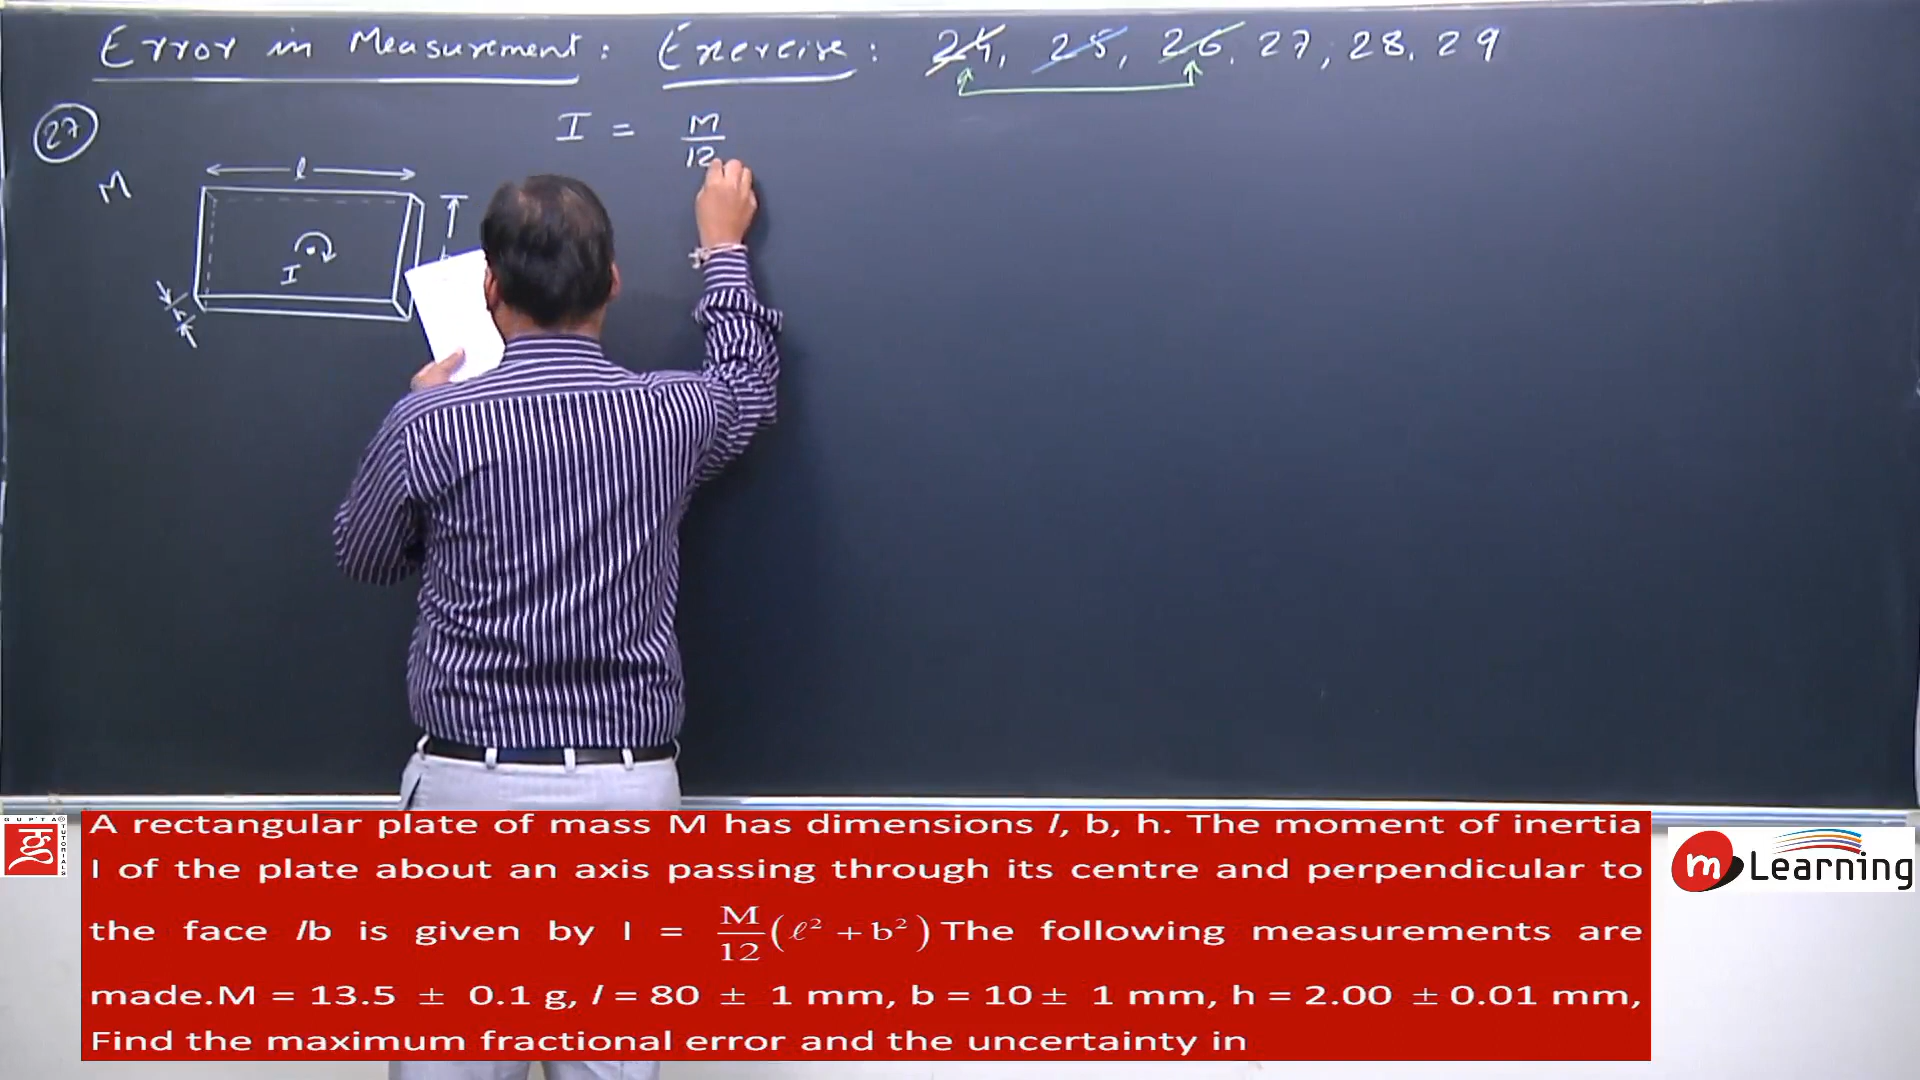 Error in Measurement : Exercise : 24, 25, 26, 27, 28, 29
27
I = M/12
l
M
I
h
A rectangular plate of mass M has dimensions l, b, h. The moment of inertia
I of the plate about an axis passing through its centre and perpendicular to
the face lb is given by I = M/12 (ℓ² + b²) The following measurements are
made.M = 13.5 ± 0.1 g, l = 80 ± 1 mm, b = 10 ± 1 mm, h = 2.00 ± 0.01 mm,
Find the maximum fractional error and the uncertainty in
GUPTA
TUTORIALS
m Learning